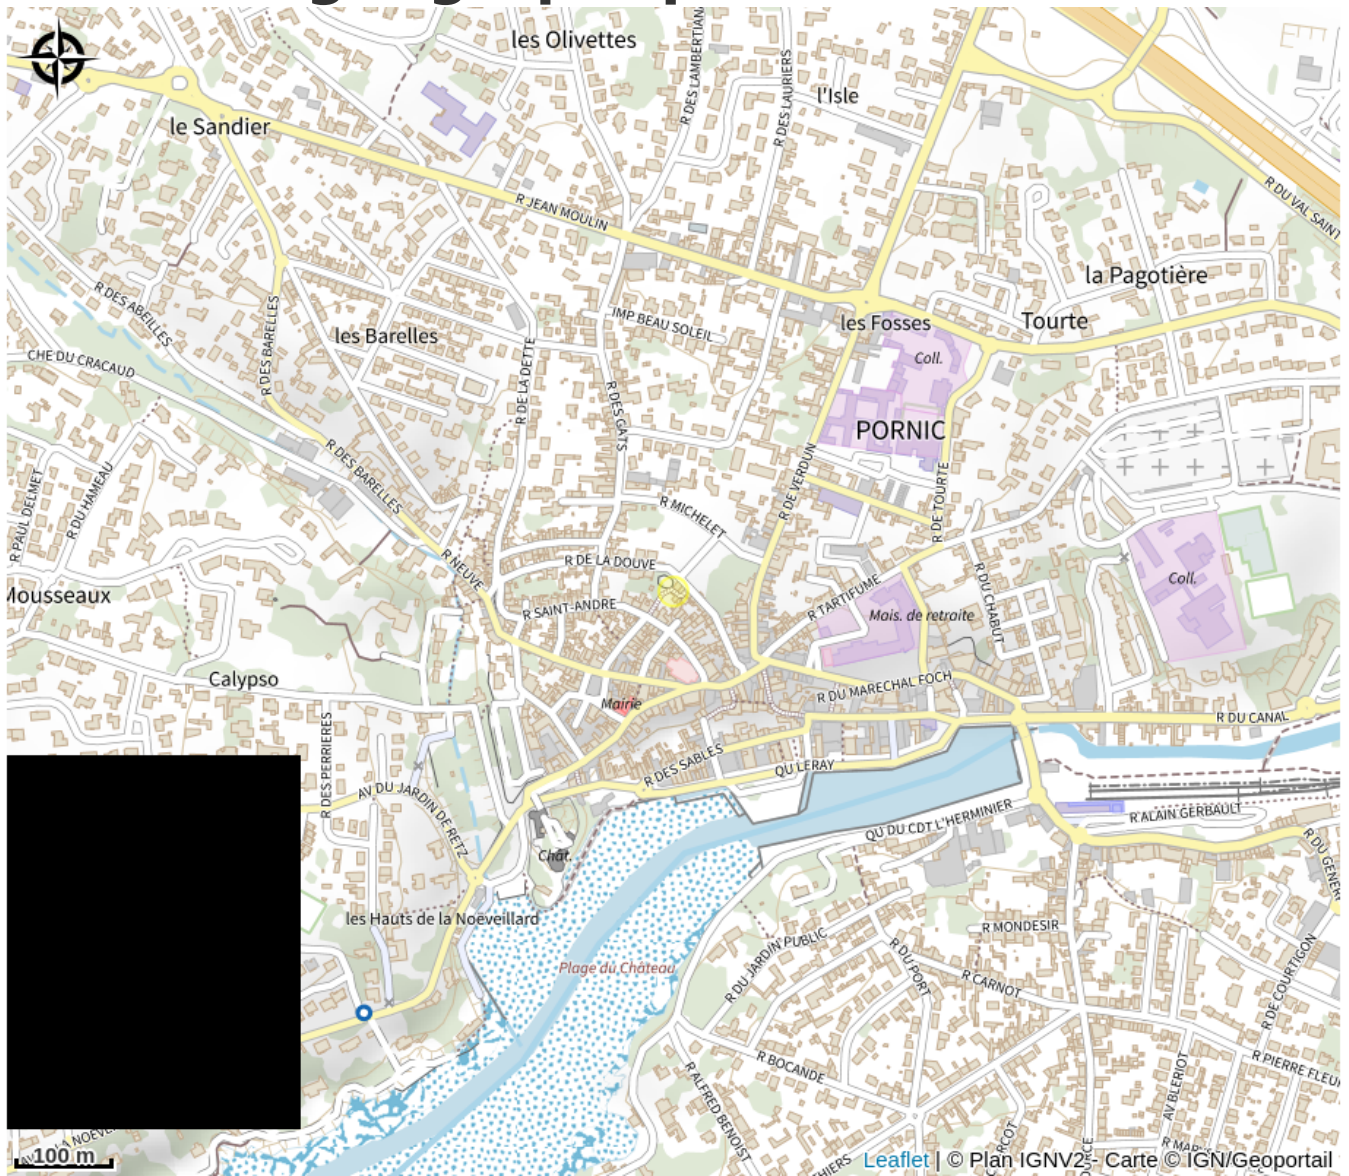 les Olivettes
R DES LAMBERTIANA
R DES LAURIERS
l'Isle
le Sandier
R DU VAL SAINT
R JEAN MOULIN
la Pagotière
R DES ABEILLES
IMP BEAU SOLEIL
les Fosses
Tourte
les Barelles
R DES BARELLES
R DE LA DETTE
Coll.
CHE DU CRACAUD
R DES GATS
PORNIC
R DES BARELLES
R DE VERDUN
R DE TOURTE
R PAUL DELMET
R DU HAMEAU
R MICHELET
R NEUVE
R DE LA DOUVE
R DU CHABUT
Coll.
Mousseaux
R SAINT-ANDRE
R TARTIFUME
Mais. de retraite
Calypso
Mairie
R DU MARECHAL FOCH
R DU CANAL
R DES PERRIERES
R DES SABLES
QU LERAY
AV DU JARDIN DE RETZ
QU DU CDT L'HERMINIER
R ALAIN GERBAULT
Chât.
R DU GENER
les Hauts de la Noëveillard
R MONDESIR
R DU JARDIN PUBLIC
R DU PORT
Plage du Château
R CARNOT
R DE COURTIGON
R BOCANDE
R PIERRE FLEU
R ALFRED BENOIST
AV BLERIOT
100 m
Leaflet | © Plan IGNV2 - Carte © IGN/Geoportail